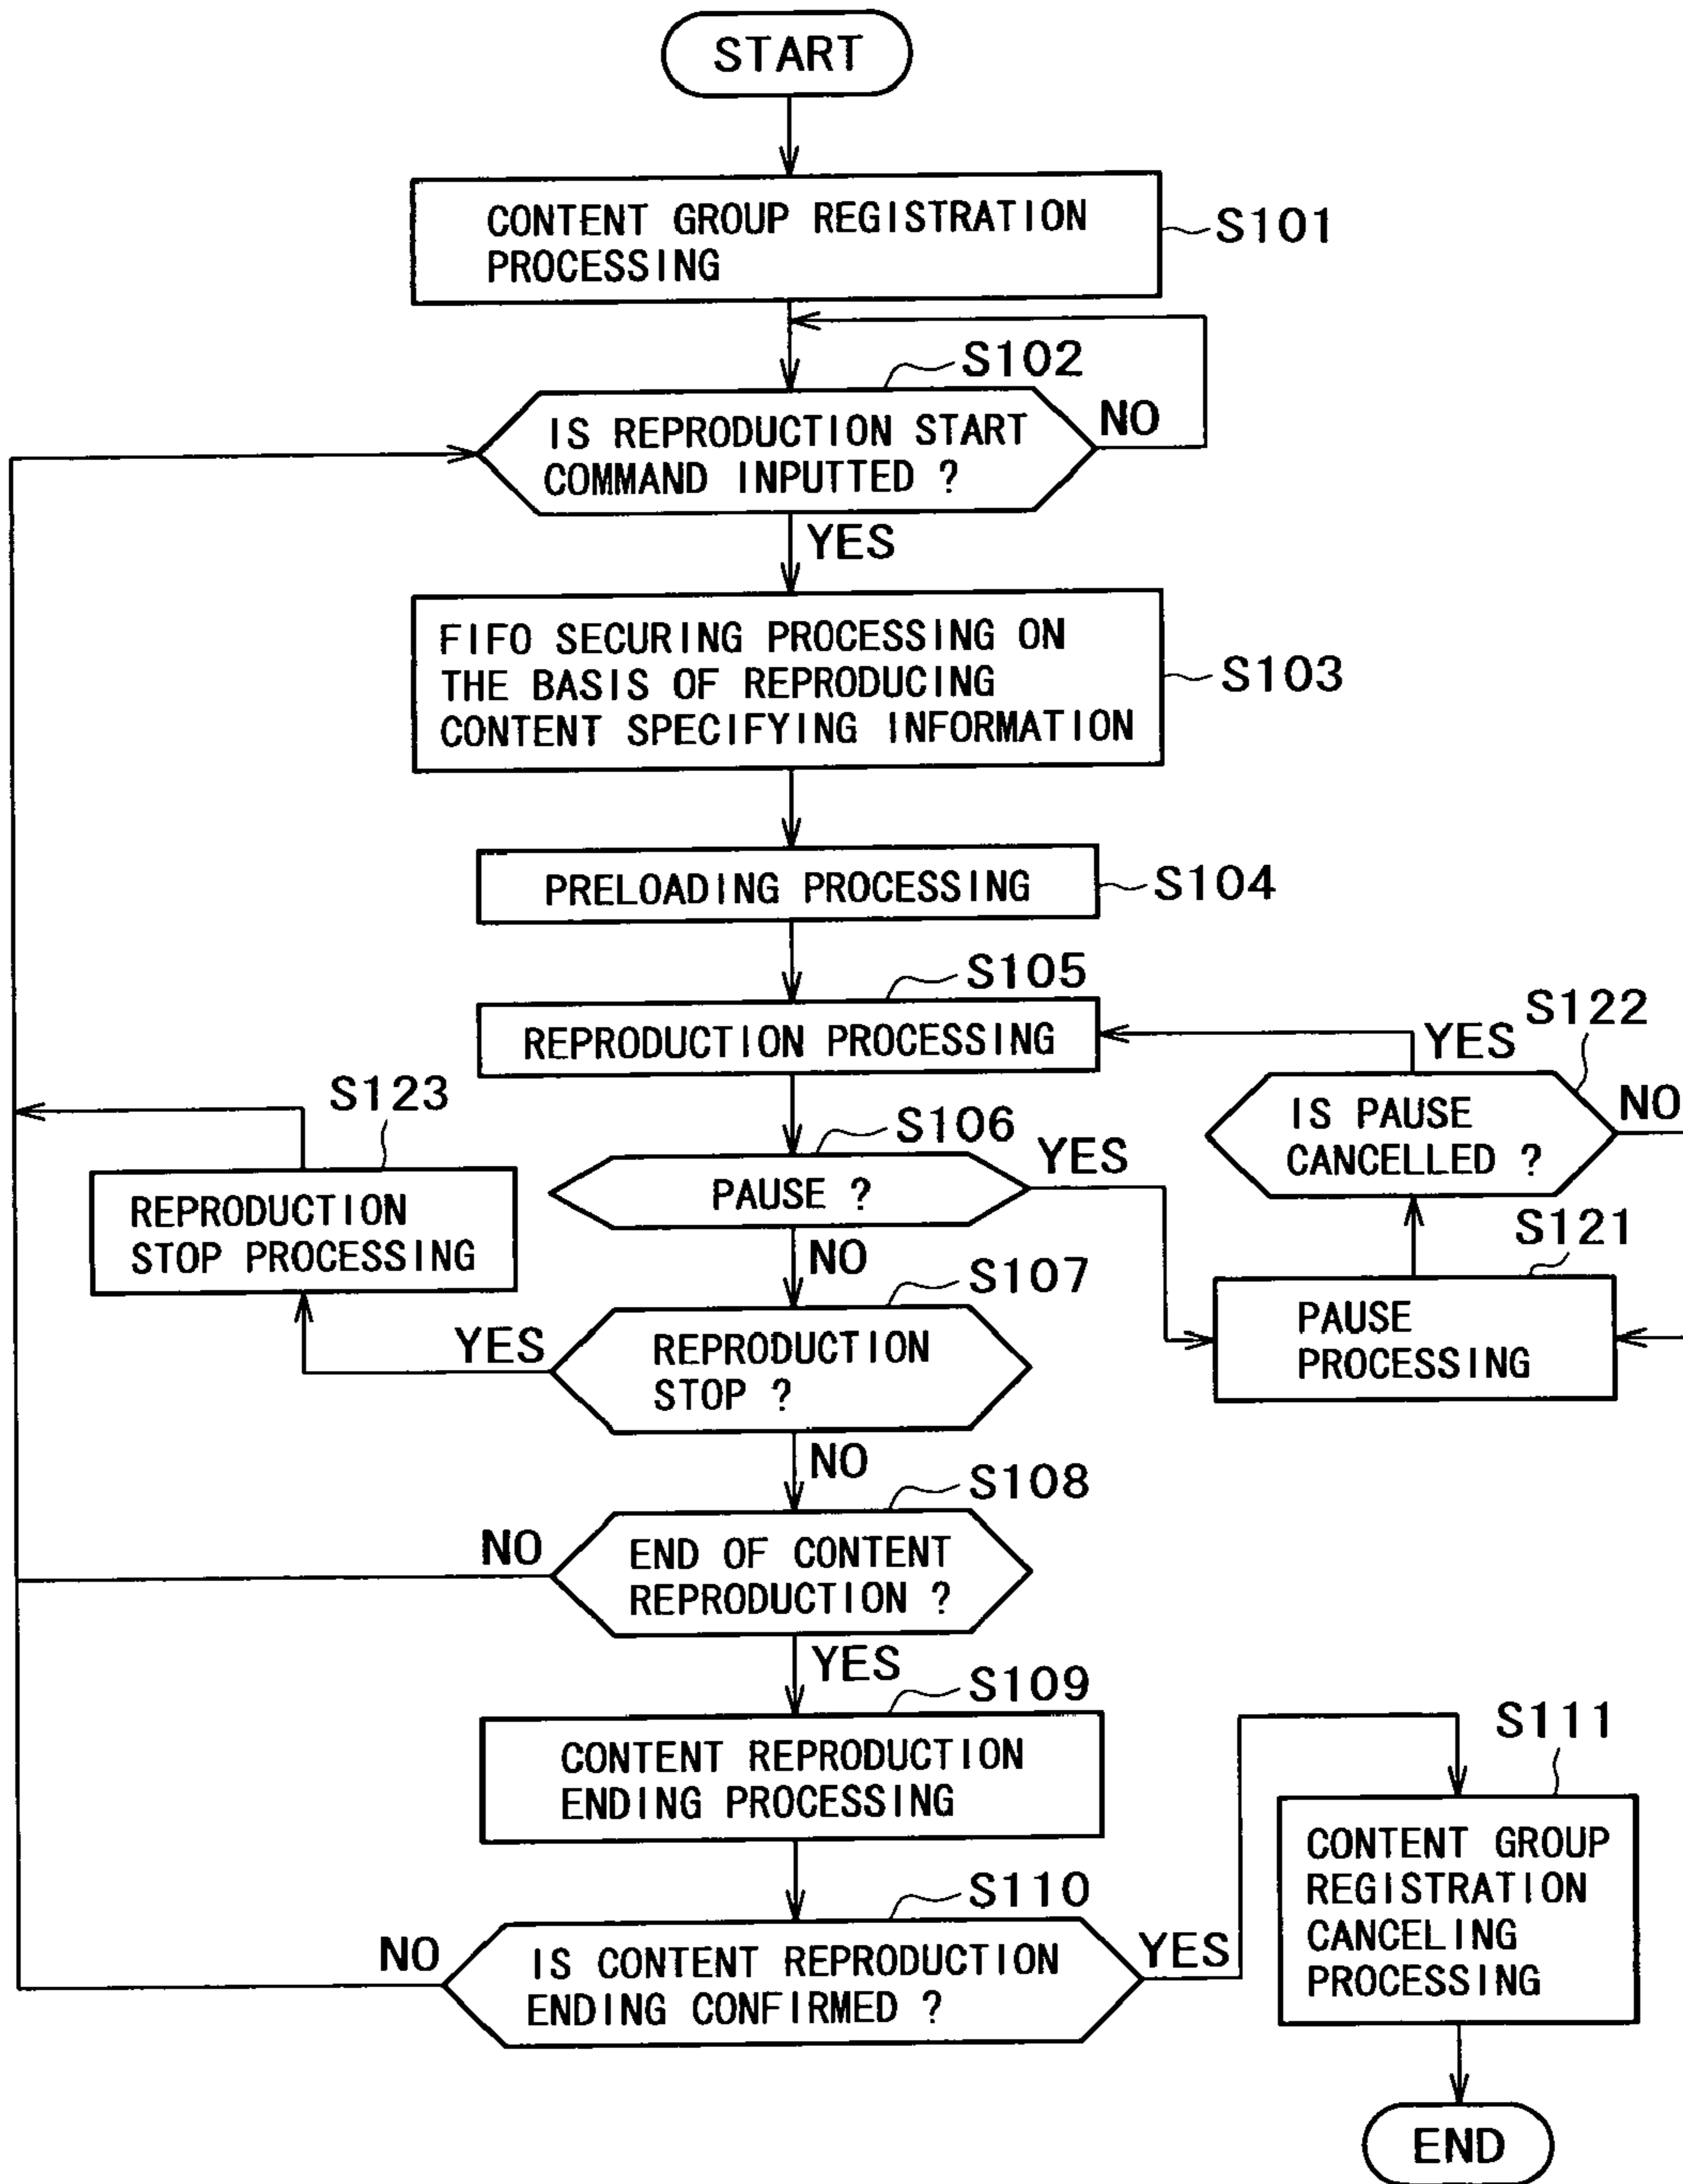 START
CONTENT GROUP REGISTRATION
PROCESSING
S101
S102
IS REPRODUCTION START
COMMAND INPUTTED ?
NO
YES
FIFO SECURING PROCESSING ON
THE BASIS OF REPRODUCING
CONTENT SPECIFYING INFORMATION
S103
PRELOADING PROCESSING
S104
S105
REPRODUCTION PROCESSING
S122
YES
IS PAUSE
CANCELLED ?
NO
S123
REPRODUCTION
STOP PROCESSING
S106
PAUSE ?
YES
NO
S121
PAUSE
PROCESSING
S107
YES
REPRODUCTION
STOP ?
NO
S108
NO
END OF CONTENT
REPRODUCTION ?
YES
S109
CONTENT REPRODUCTION
ENDING PROCESSING
S110
NO
IS CONTENT REPRODUCTION
ENDING CONFIRMED ?
YES
S111
CONTENT GROUP
REGISTRATION
CANCELING
PROCESSING
END